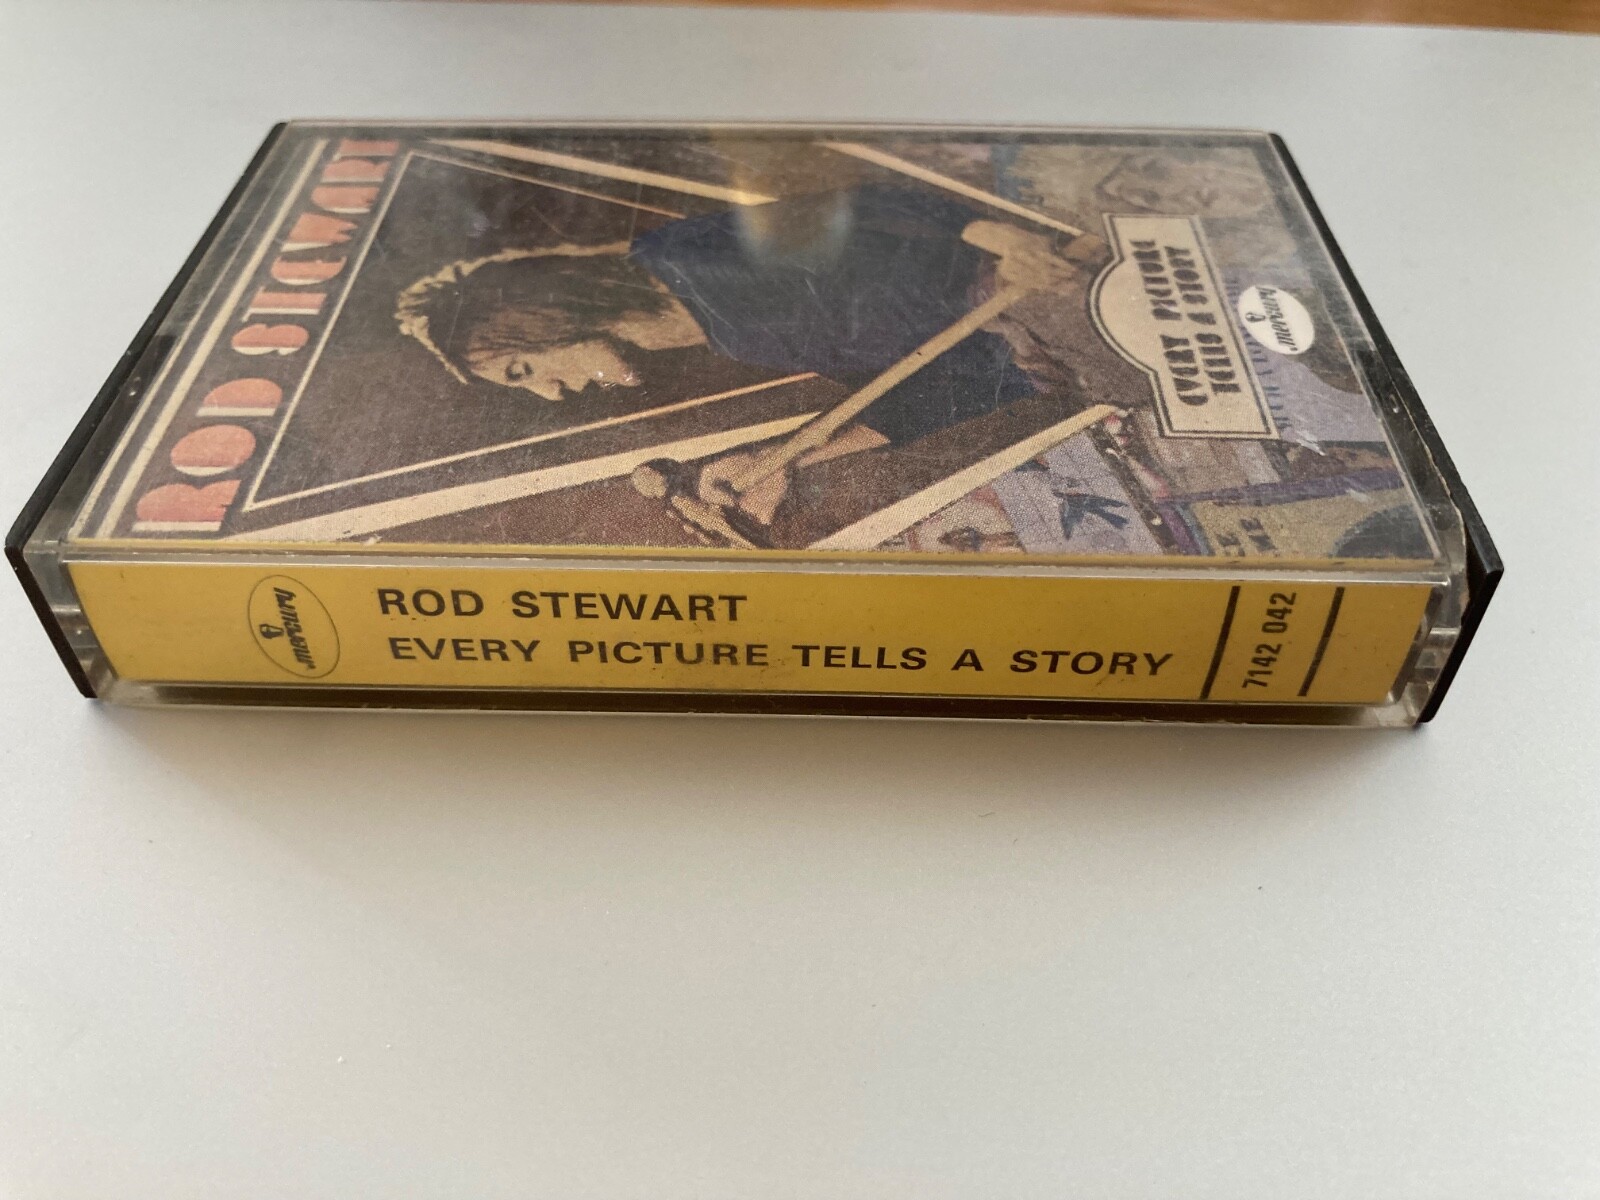 ROD STEWART
EVERY PICTURE
TELLS A STORY
mercury
mercury
ROD STEWART
EVERY PICTURE TELLS A STORY
7142 042